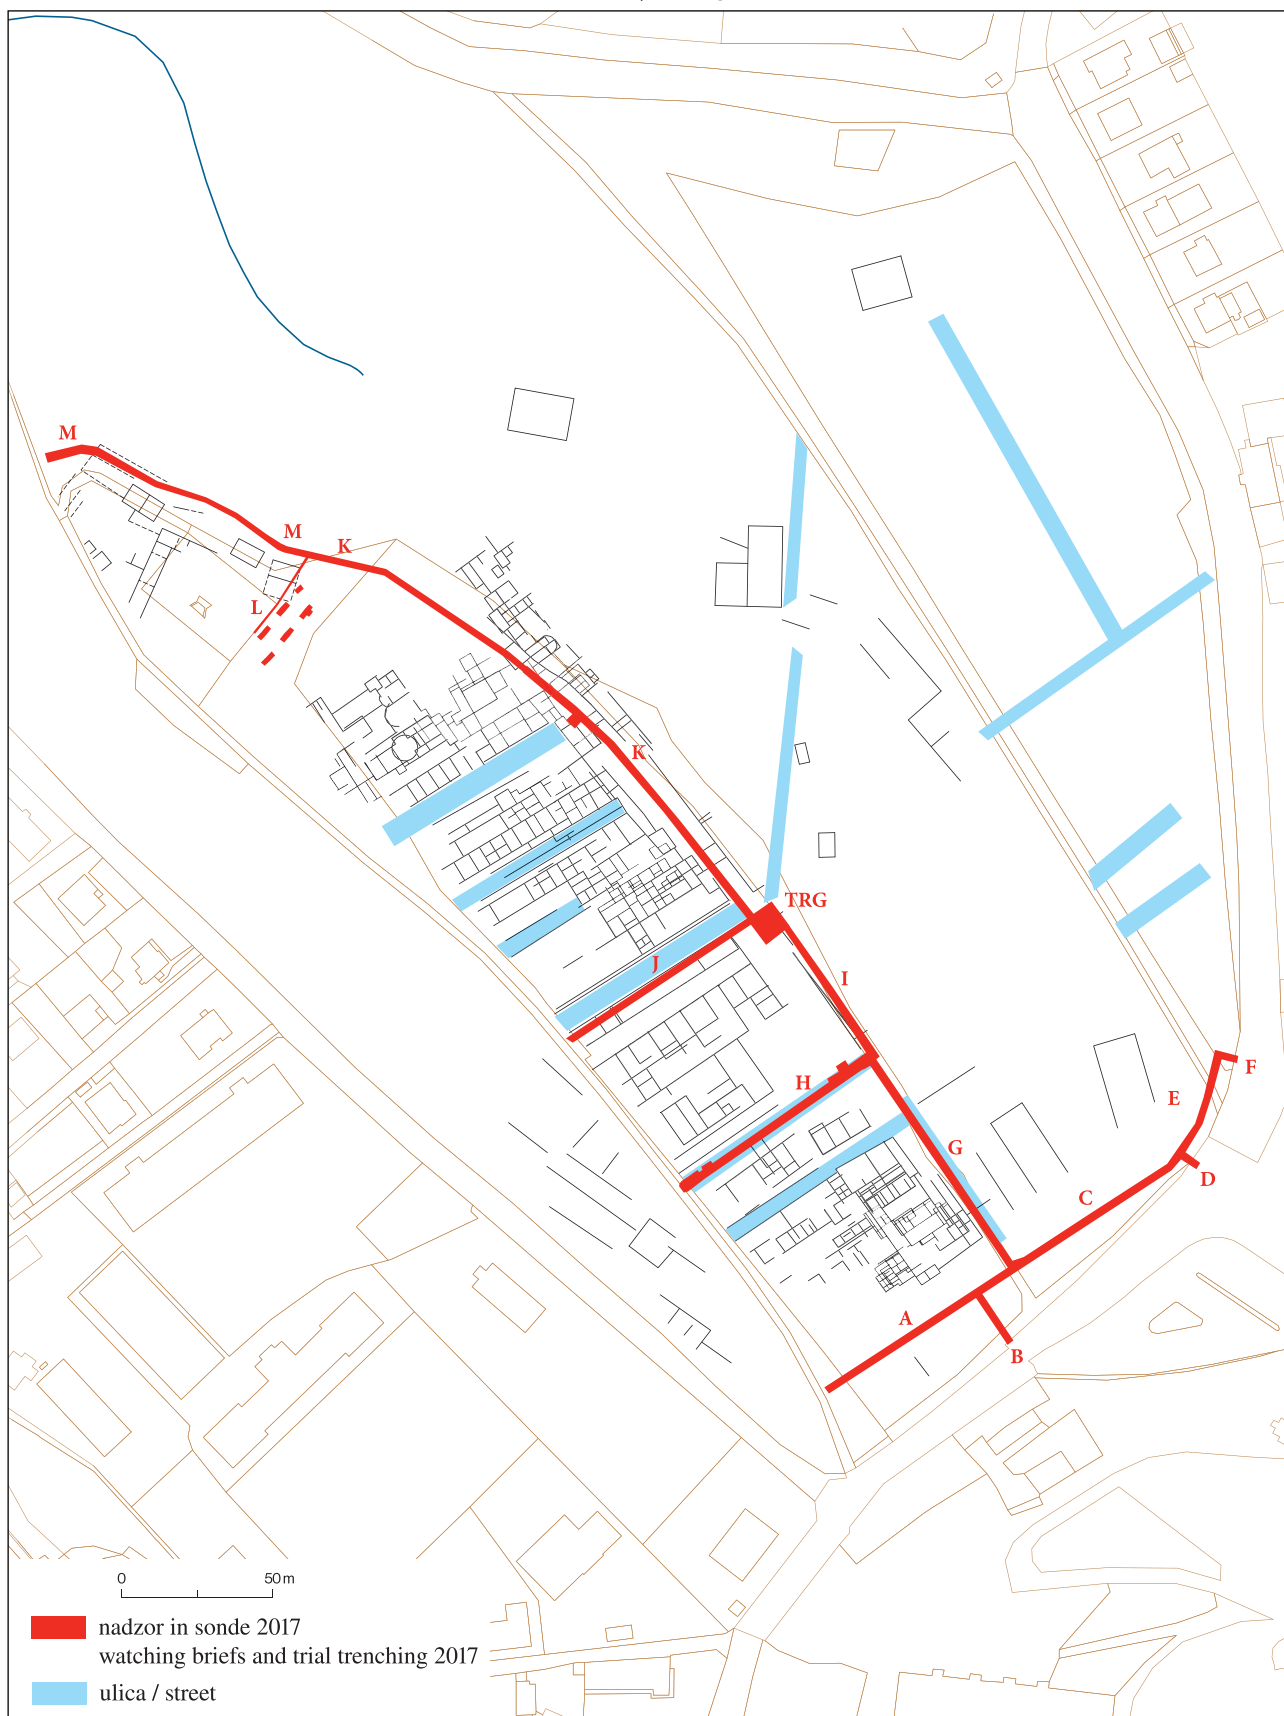 M
M
K
L
K
TRG
J
I
H
F
E
G
D
C
A
B
0 50 m
nadzor in sonde 2017
watching briefs and trial trenching 2017
ulica / street